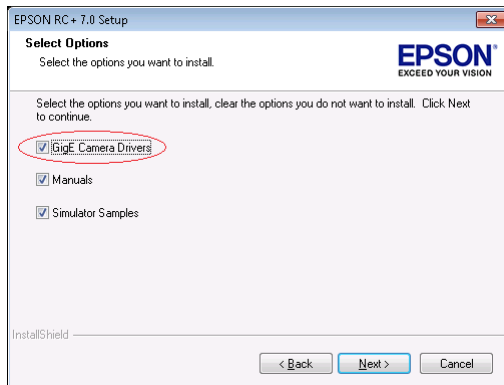 EPSON RC+ 7.0 Setup
Select Options
Select the options you want to install.
EPSON®
EXCEED YOUR VISION
Select the options you want to install, clear the options you do not want to install. Click Next
to continue.
GigE Camera Drivers
Manuals
Simulator Samples
InstallShield
< Back
Next >
Cancel